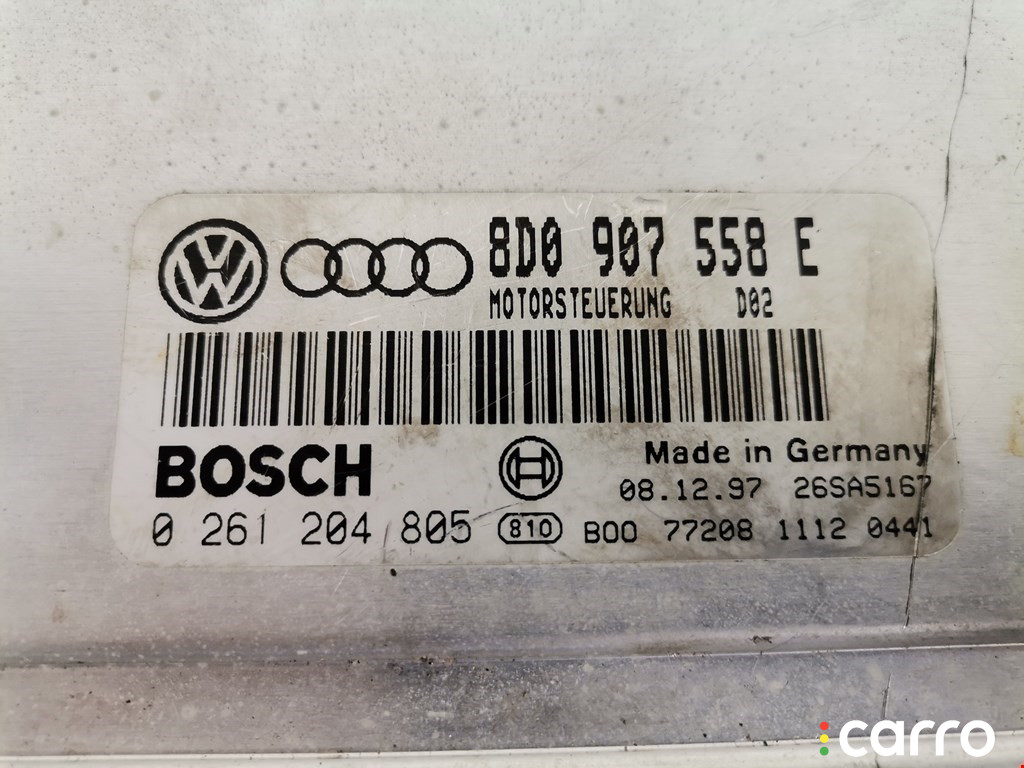 8D0 907 558 E
MOTORSTEUERUNG D02
BOSCH
Made in Germany
08.12.97 26SA5167
0 261 204 805 810 B00 77208 1112 0441
carro